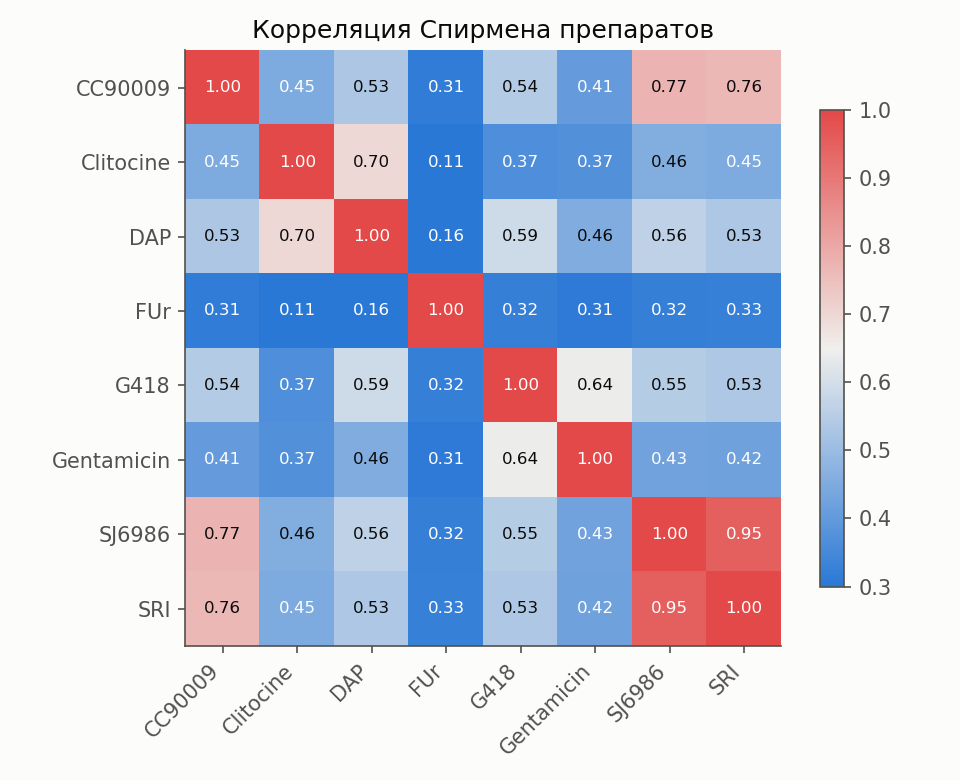 Корреляция Спирмена препаратов
CC90009 1.00 0.45 0.53 0.31 0.54 0.41 0.77 0.76
Clitocine 0.45 1.00 0.70 0.11 0.37 0.37 0.46 0.45
DAP 0.53 0.70 1.00 0.16 0.59 0.46 0.56 0.53
FUr 0.31 0.11 0.16 1.00 0.32 0.31 0.32 0.33
G418 0.54 0.37 0.59 0.32 1.00 0.64 0.55 0.53
Gentamicin 0.41 0.37 0.46 0.31 0.64 1.00 0.43 0.42
SJ6986 0.77 0.46 0.56 0.32 0.55 0.43 1.00 0.95
SRI 0.76 0.45 0.53 0.33 0.53 0.42 0.95 1.00
CC90009 Clitocine DAP FUr G418 Gentamicin SJ6986 SRI
1.0
0.9
0.8
0.7
0.6
0.5
0.4
0.3